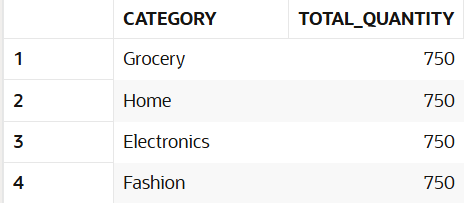 CATEGORY TOTAL_QUANTITY
1 Grocery 750
2 Home 750
3 Electronics 750
4 Fashion 750